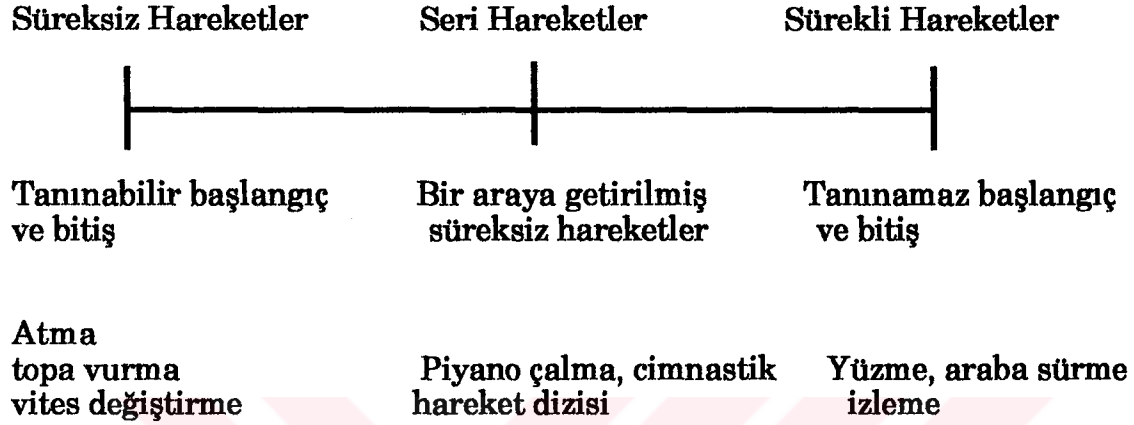 Süreksiz Hareketler Seri Hareketler Sürekli Hareketler
Tanınabilir başlangıç Bir araya getirilmiş Tanınamaz başlangıç
ve bitiş süreksiz hareketler ve bitiş
Atma
topa vurma Piyano çalma, cimnastik Yüzme, araba sürme
vites değiştirme hareket dizisi izleme